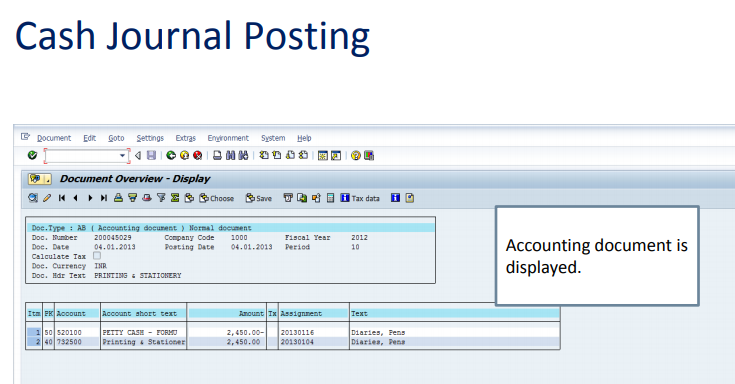 Cash Journal Posting
Document Edit Goto Settings Extras Environment System Help
Document Overview - Display
Choose Save Tax data
Doc.Type : AB ( Accounting document ) Normal document
Doc. Number 200045029 Company Code 1000 Fiscal Year 2012
Doc. Date 04.01.2013 Posting Date 04.01.2013 Period 10
Calculate Tax
Doc. Currency INR
Doc. Hdr Text PRINTING & STATIONERY
Accounting document is
displayed.
Itm PK Account Account short text Amount Tx Assignment Text
1 50 520100 PETTY CASH - FORMU 2,450.00- 20130116 Diaries, Pens
2 40 732500 Printing & Stationer 2,450.00 20130104 Diaries, Pens